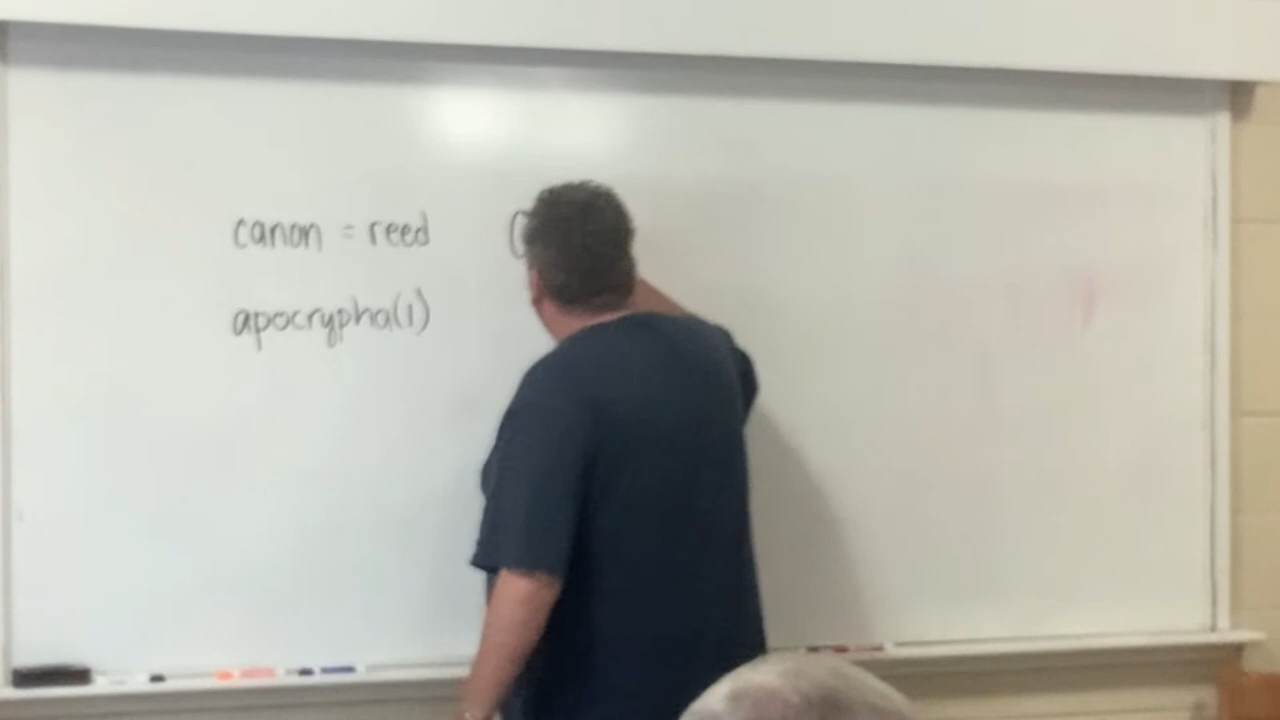 canon = reed
apocrypha(1)